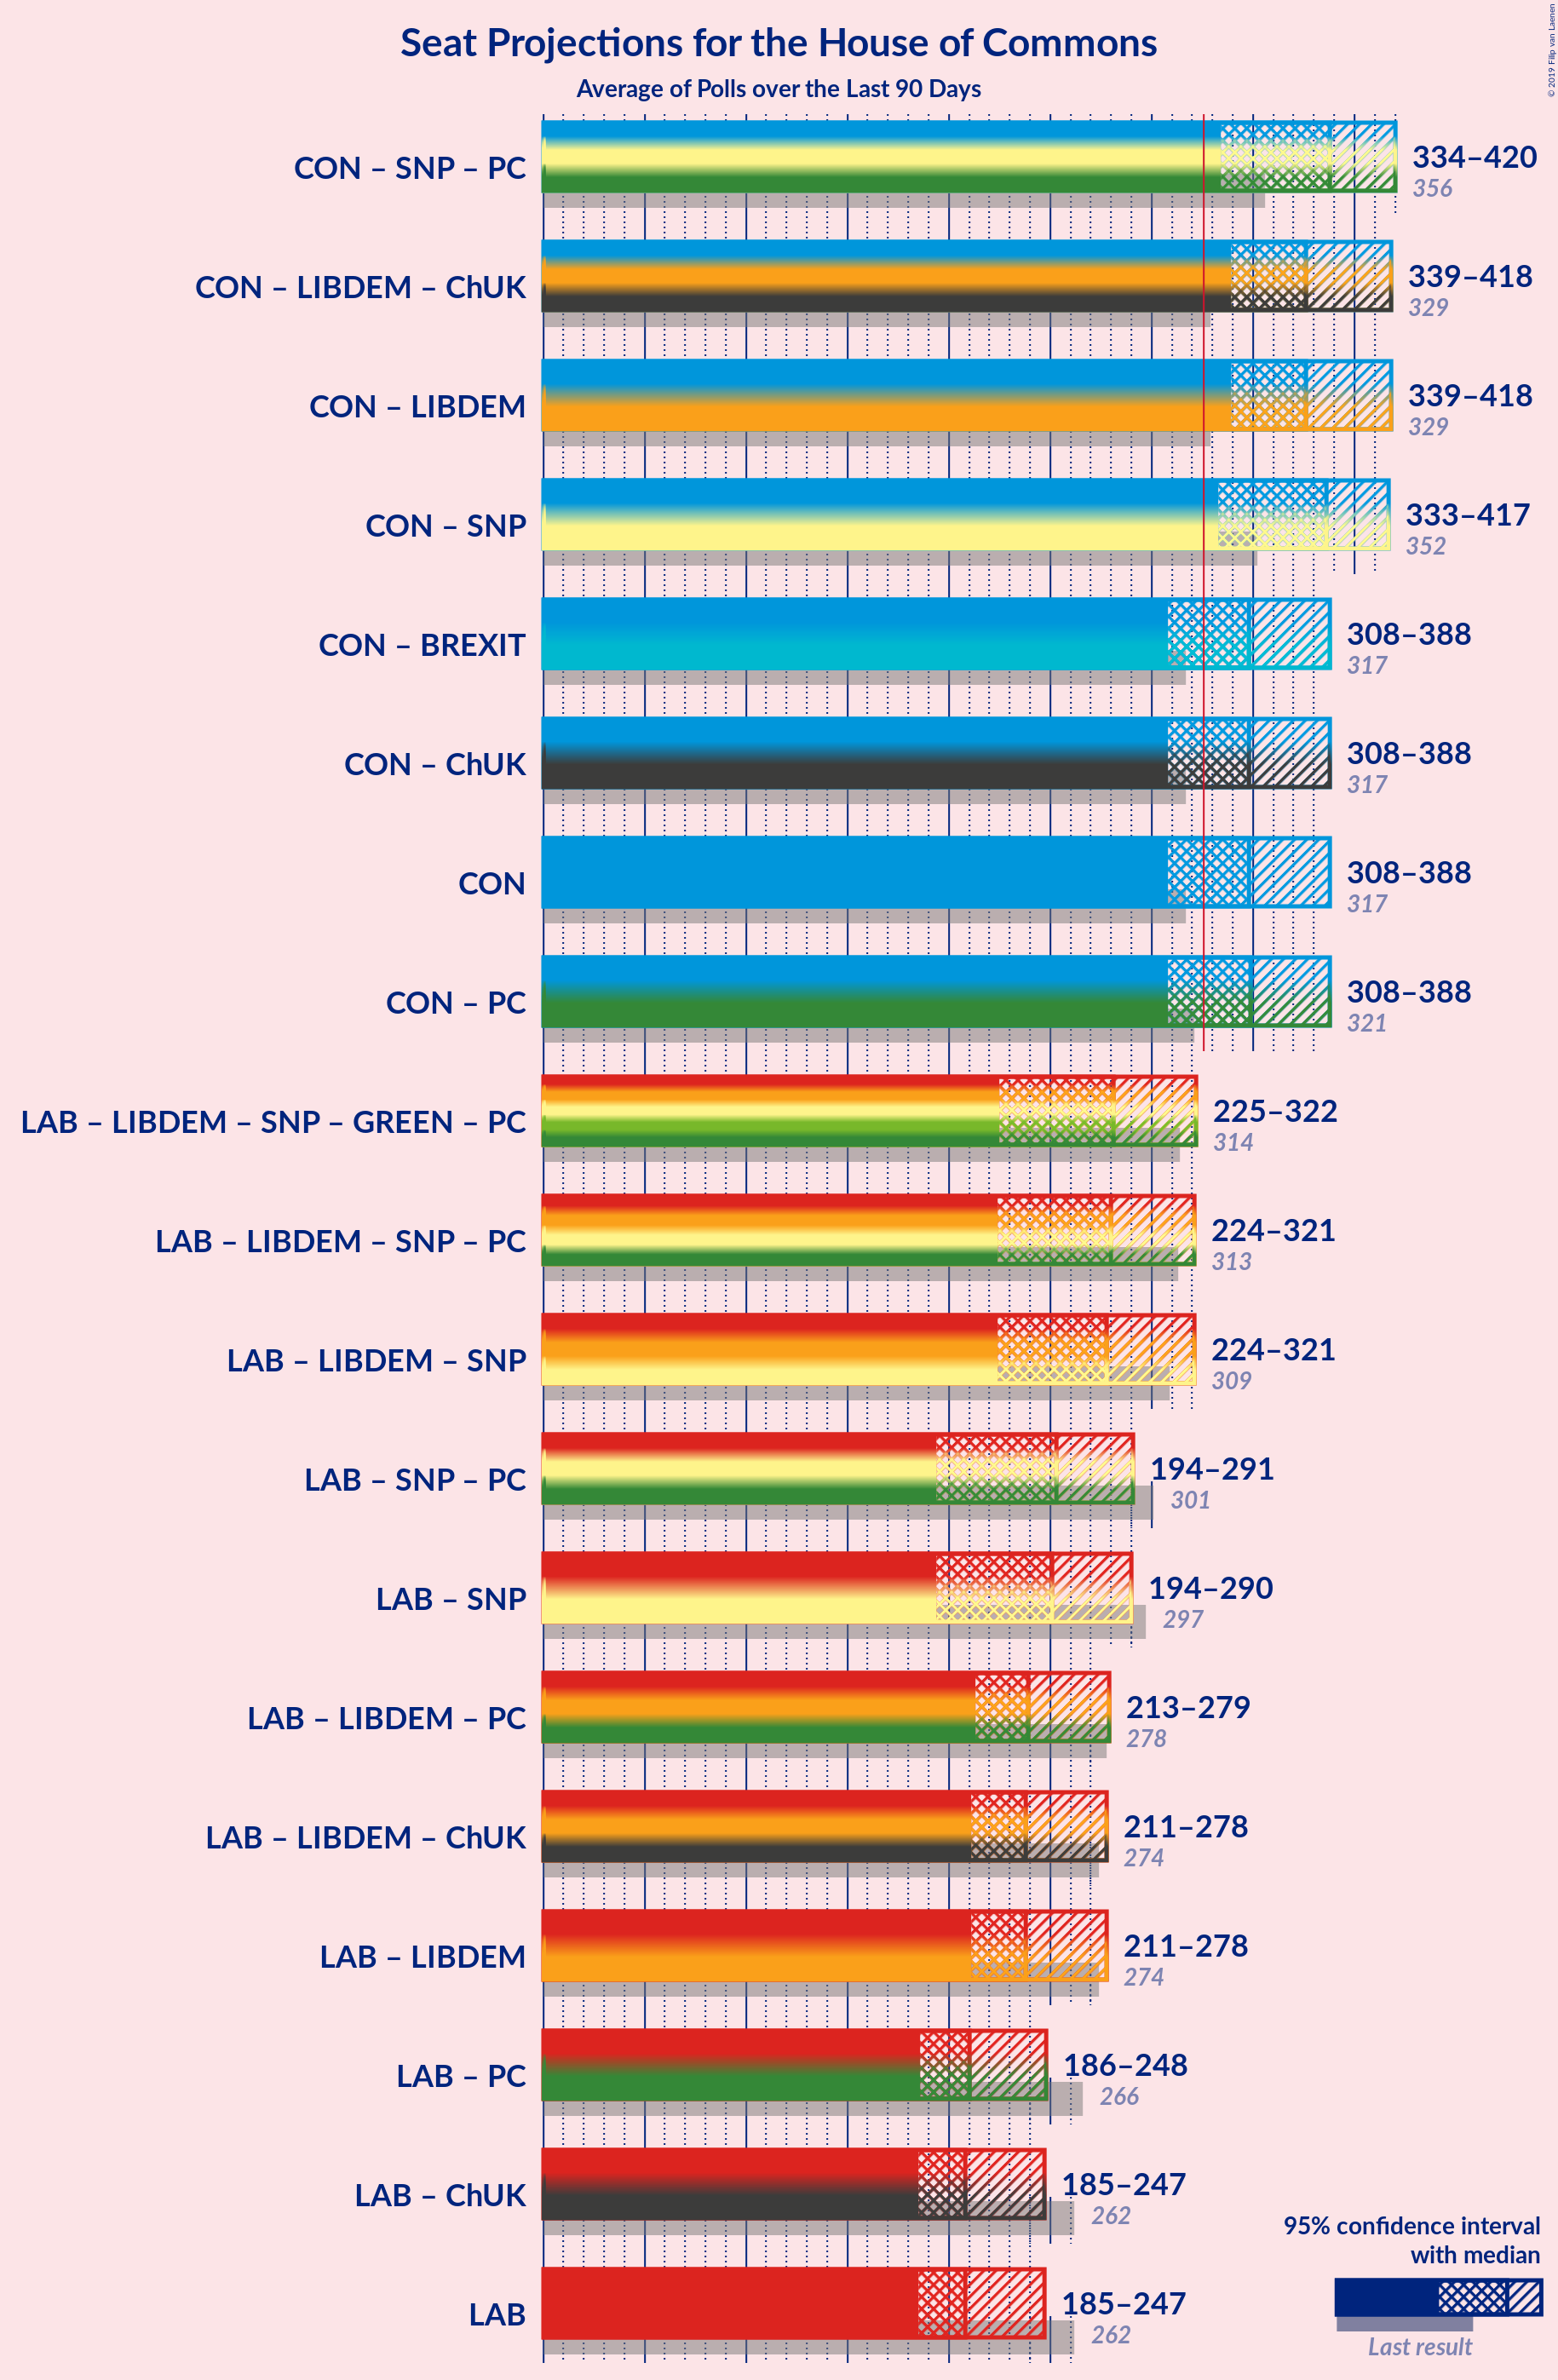 Seat Projections for the House of Commons
Average of Polls over the Last 90 Days
© 2019 Filip van Laenen
CON – SNP – PC
334–420
356
CON – LIBDEM – ChUK
339–418
329
CON – LIBDEM
339–418
329
CON – SNP
333–417
352
CON – BREXIT
308–388
317
CON – ChUK
308–388
317
CON
308–388
317
CON – PC
308–388
321
LAB – LIBDEM – SNP – GREEN – PC
225–322
314
LAB – LIBDEM – SNP – PC
224–321
313
LAB – LIBDEM – SNP
224–321
309
LAB – SNP – PC
194–291
301
LAB – SNP
194–290
297
LAB – LIBDEM – PC
213–279
278
LAB – LIBDEM – ChUK
211–278
274
LAB – LIBDEM
211–278
274
LAB – PC
186–248
266
LAB – ChUK
185–247
262
LAB
185–247
262
95% confidence interval
with median
Last result